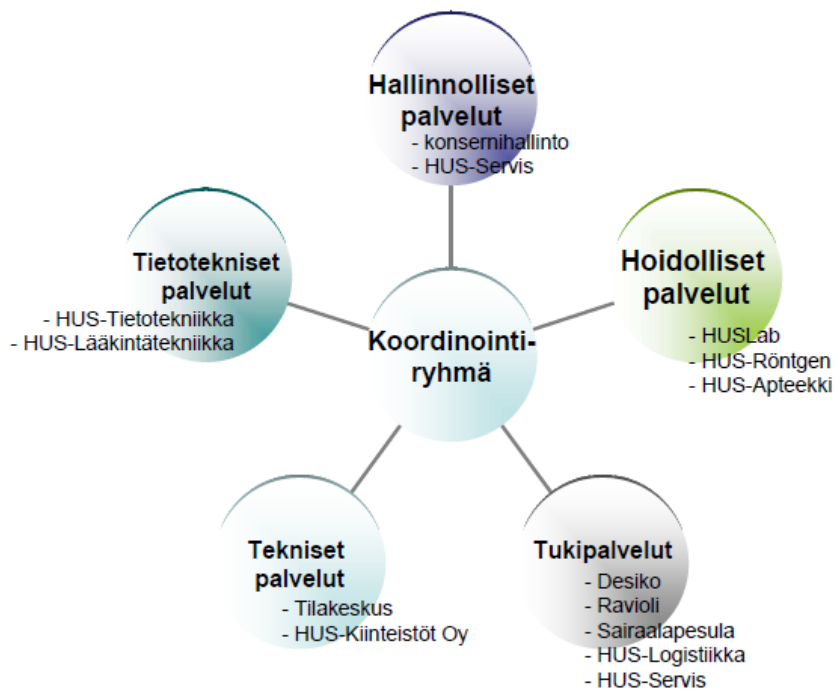 Hallinnolliset
palvelut
- konsernihallinto
- HUS-Servis
Tietotekniset
palvelut
- HUS-Tietotekniikka
- HUS-Lääkintätekniikka
Hoidolliset
palvelut
- HUSLab
- HUS-Röntgen
- HUS-Apteekki
Koordinointi-
ryhmä
Tekniset
palvelut
- Tilakeskus
- HUS-Kiinteistöt Oy
Tukipalvelut
- Desiko
- Ravioli
- Sairaalapesula
- HUS-Logistiikka
- HUS-Servis